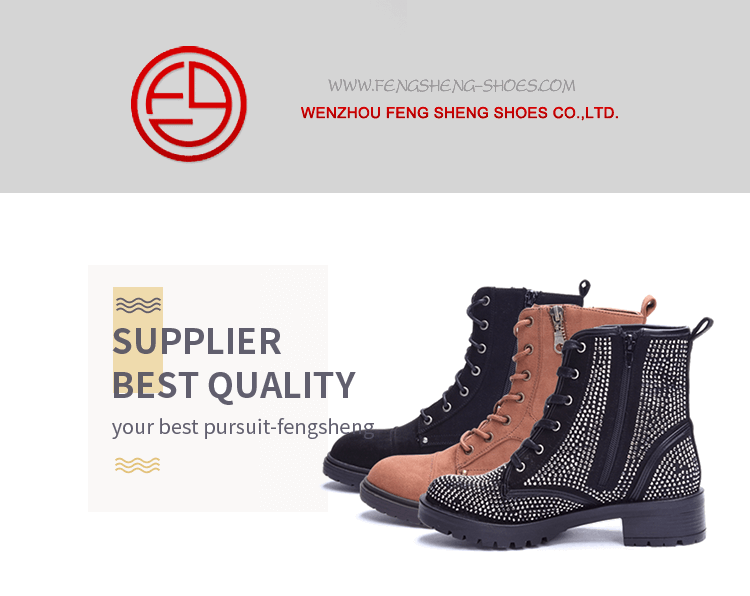 WWW.FENGSHENG-SHOES.COM
WENZHOU FENG SHENG SHOES CO.,LTD.
SUPPLIER
BEST QUALITY
your best pursuit-fengsheng